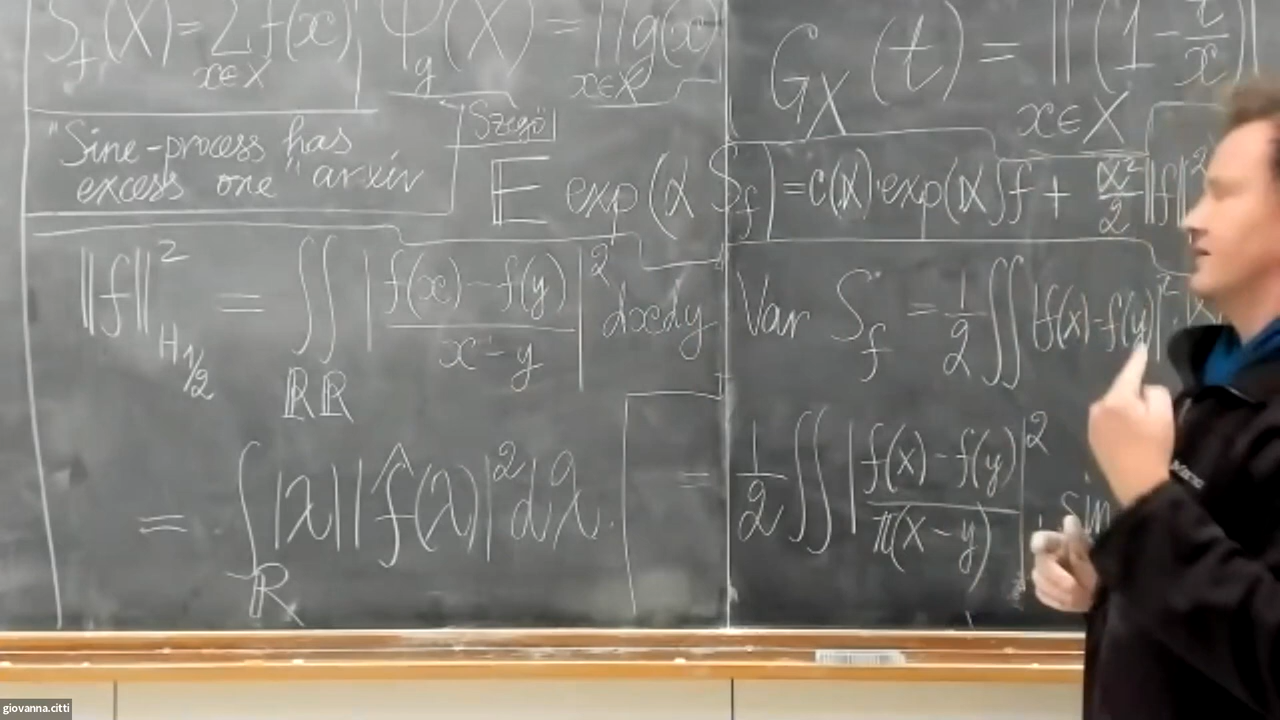 S_f(X) = Σ_{x∈X} f(x)
Ψ_g(X) = Π_{x∈X} g(x)
"Sine-process has
excess one" arxiv
Szegö
E exp(α S_f) = c(α)·exp(α∫f + α²/2 ||f||²
||f||²_{H_{1/2}} = ∬_{ℝℝ} |f(x)-f(y) / x-y|² dxdy
= ∫_ℝ |λ||f̂(λ)|² dλ.
G_X(t) = Π_{x∈X} (1 - t/x)
Var S_f = 1/2 ∬ |f(x)-f(y)|² ·
= 1/2 ∬ |f(x)-f(y) / π(x-y)|² · sin
giovanna.citti